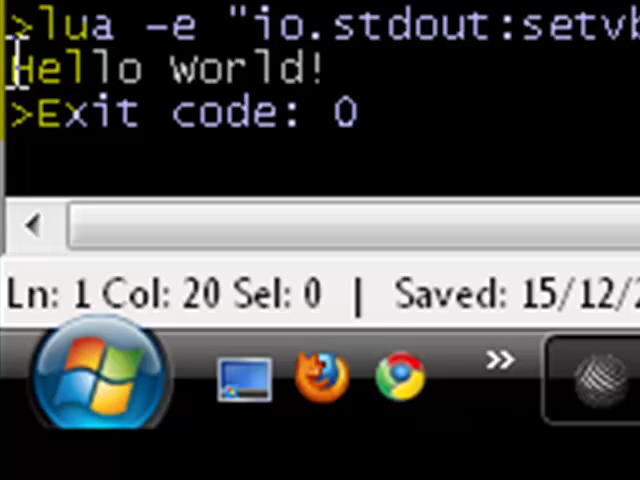 >lua -e "io.stdout:setvb
Hello World!
>Exit code: 0
Ln: 1 Col: 20 Sel: 0 | Saved: 15/12/2